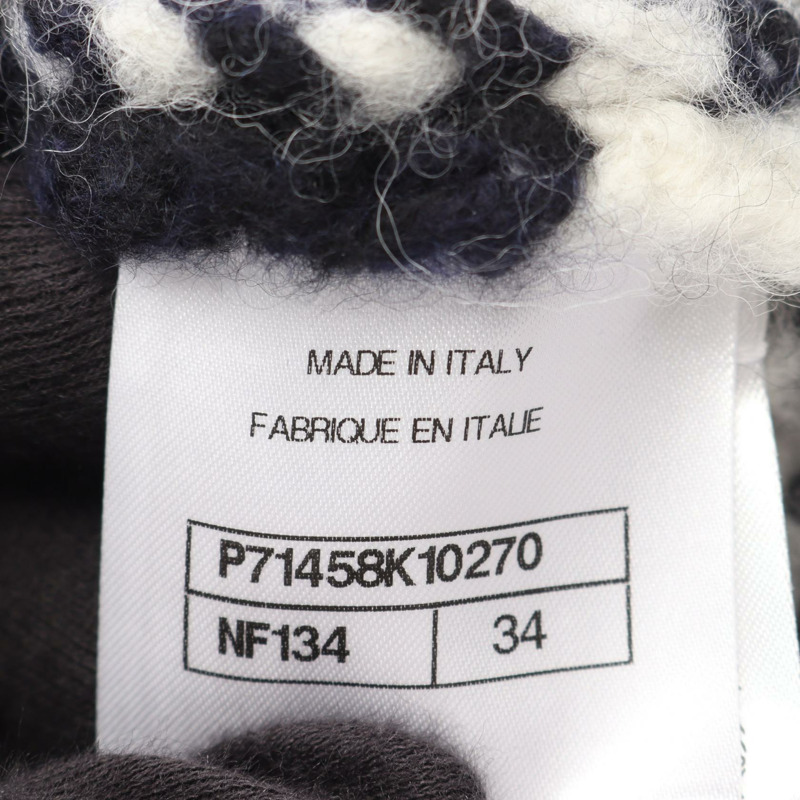 MADE IN ITALY
FABRIQUE EN ITALIE
P71458K10270
NF134 34